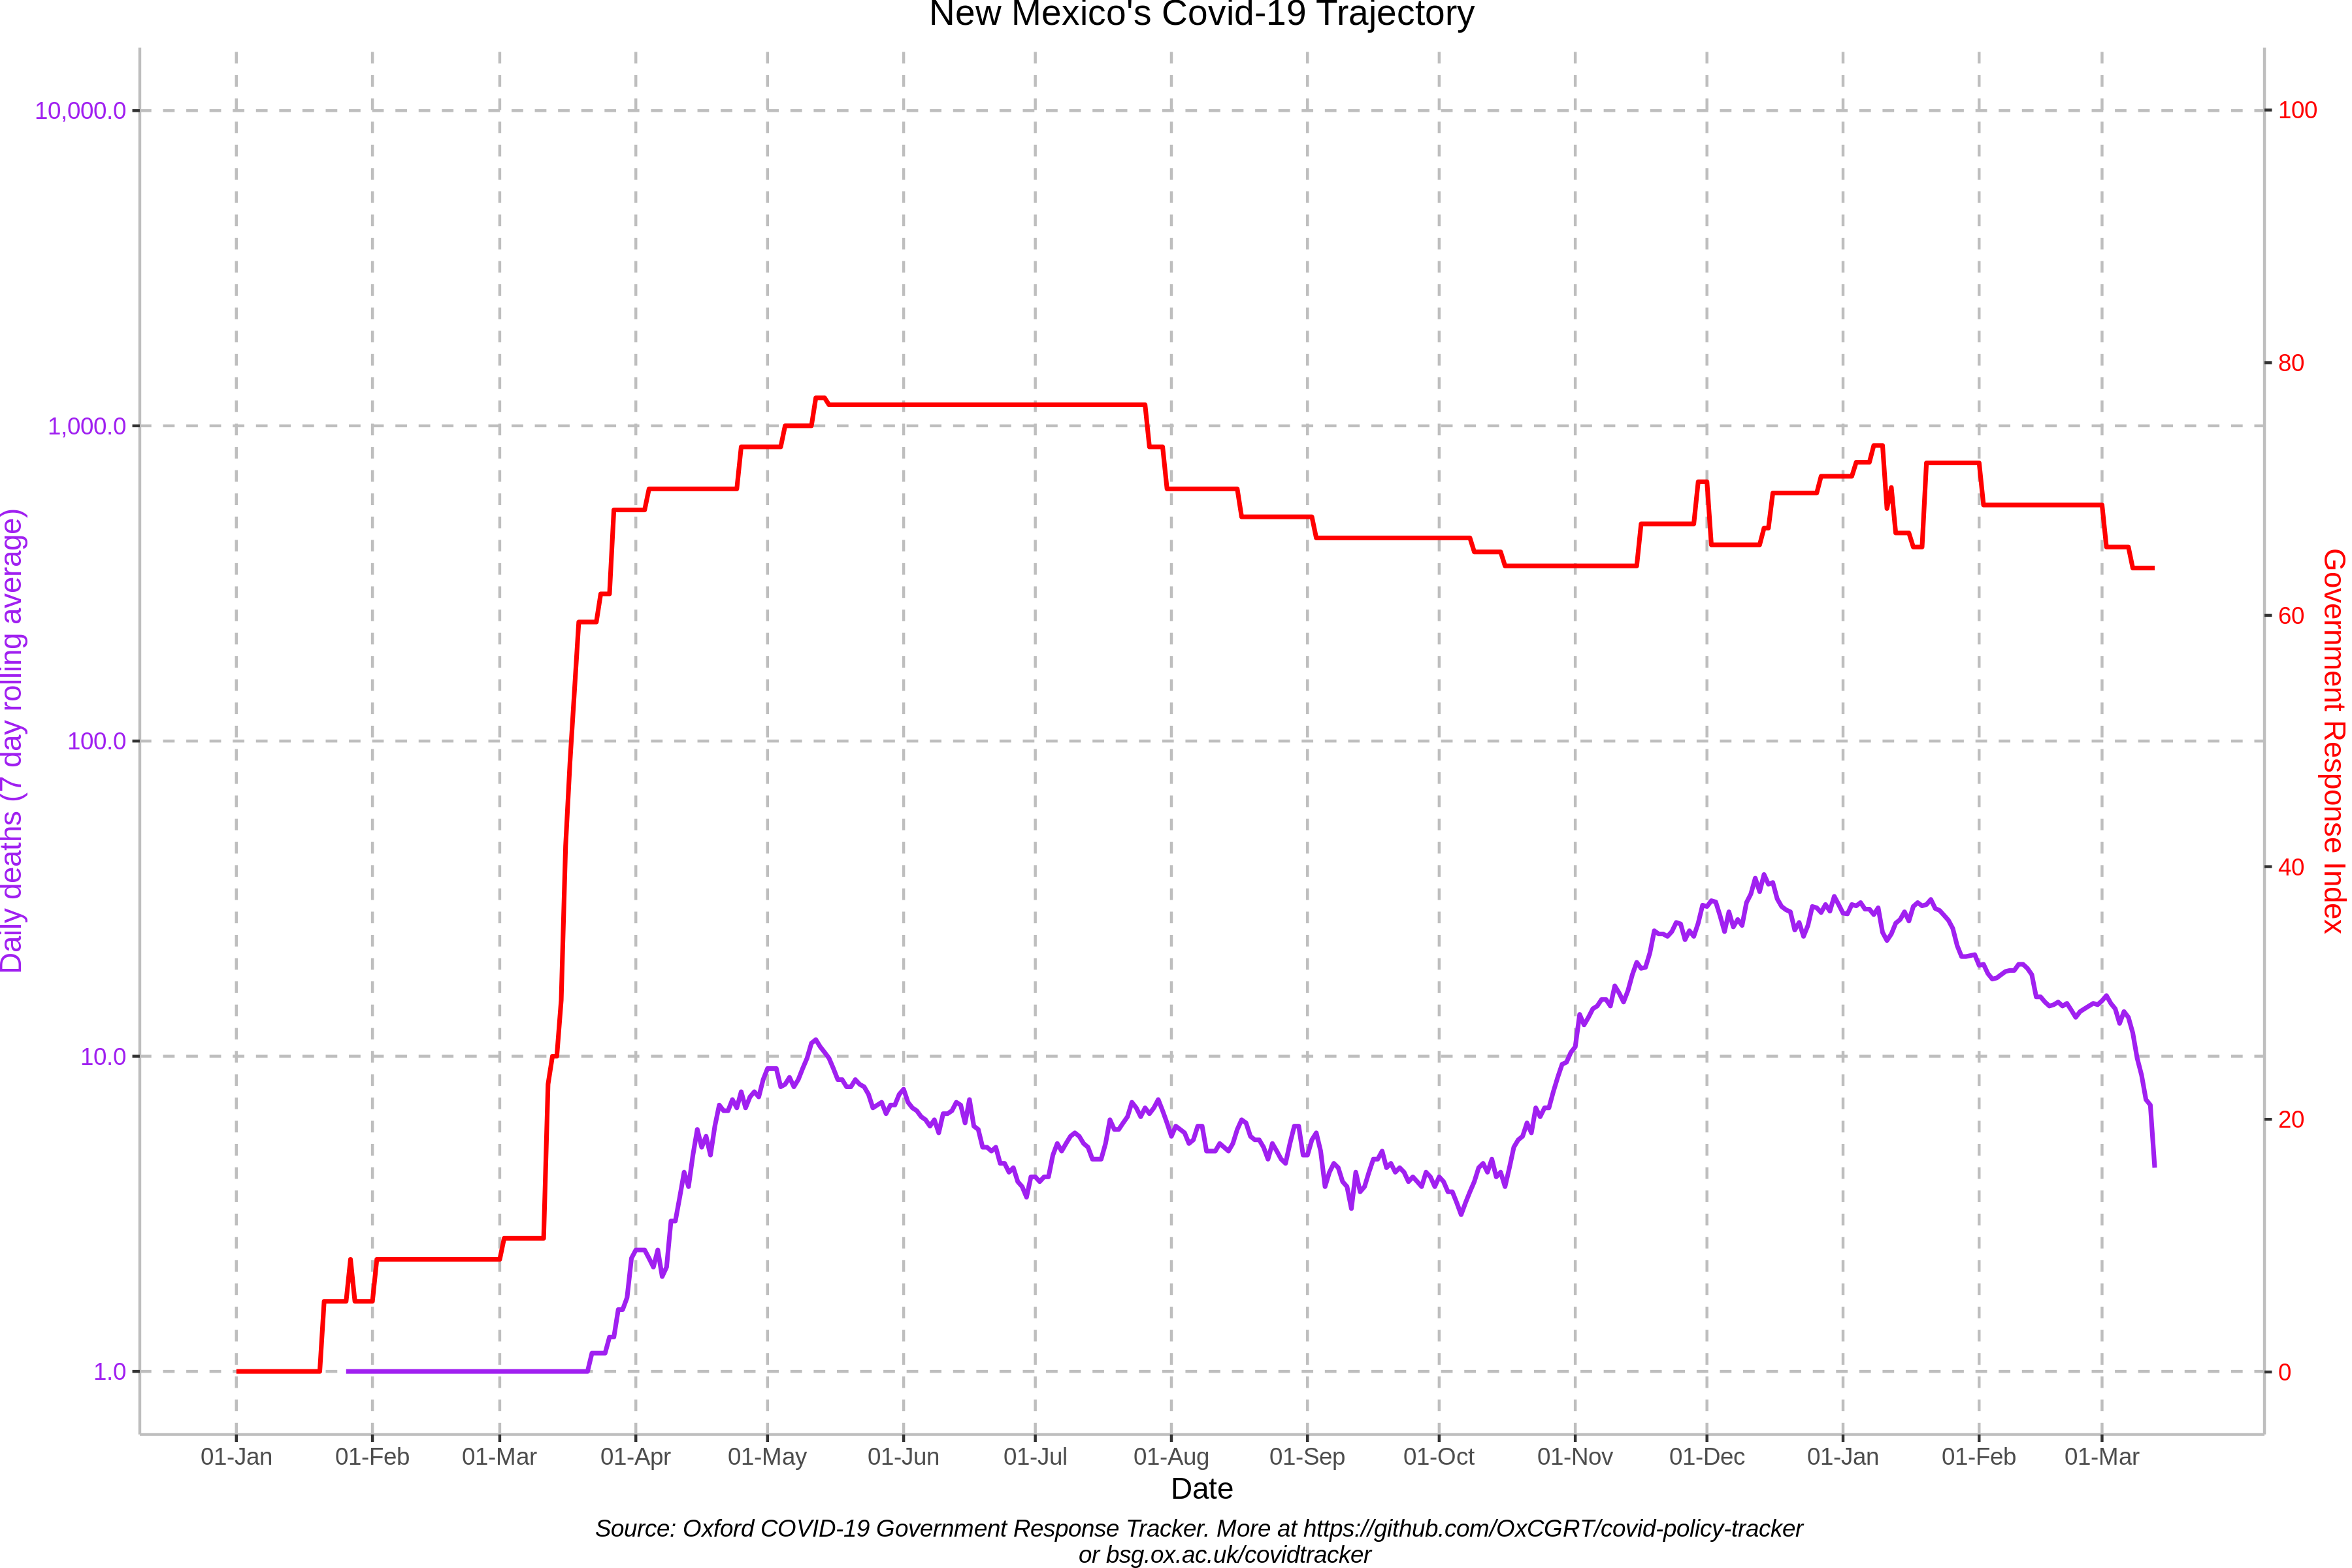 New Mexico's Covid-19 Trajectory
10,000.0
1,000.0
100.0
10.0
1.0
Daily deaths (7 day rolling average)
100
80
60
40
20
0
Government Response Index
01-Jan 01-Feb 01-Mar 01-Apr 01-May 01-Jun 01-Jul 01-Aug 01-Sep 01-Oct 01-Nov 01-Dec 01-Jan 01-Feb 01-Mar
Date
Source: Oxford COVID-19 Government Response Tracker. More at https://github.com/OxCGRT/covid-policy-tracker
or bsg.ox.ac.uk/covidtracker